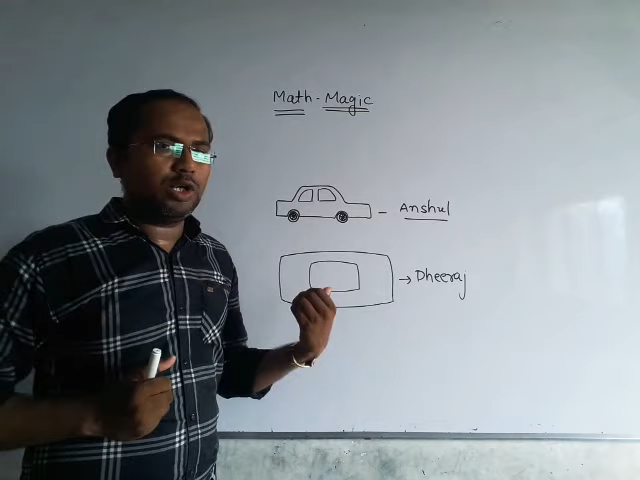 Math - Magic
- Anshul
→ Dheeraj